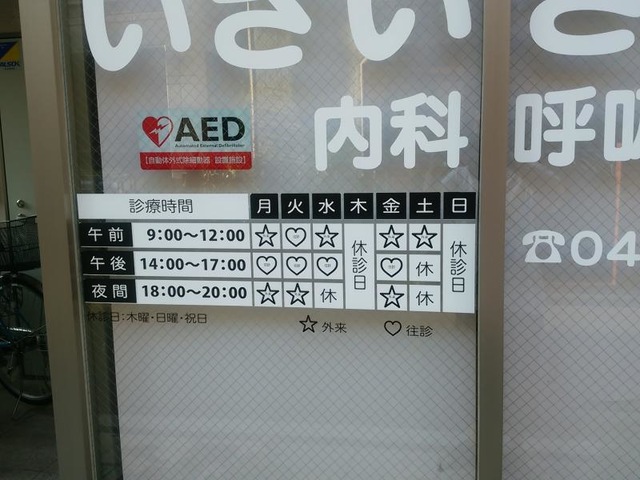 いざいさ
AED
Automated External Defibrillator
[自動体外式除細動器 設置施設]
内科 呼吸
診療時間 月 火 水 木 金 土 日
午前 9:00～12:00 ☆ ♡ ☆ 休診日 ☆ ☆ 休診日
午後 14:00～17:00 ♡ ♡ ♡ ♡ 休
夜間 18:00～20:00 ☆ ☆ 休 ☆ 休
休診日:木曜・日曜・祝日
☆ 外来 ♡ 往診
☎04